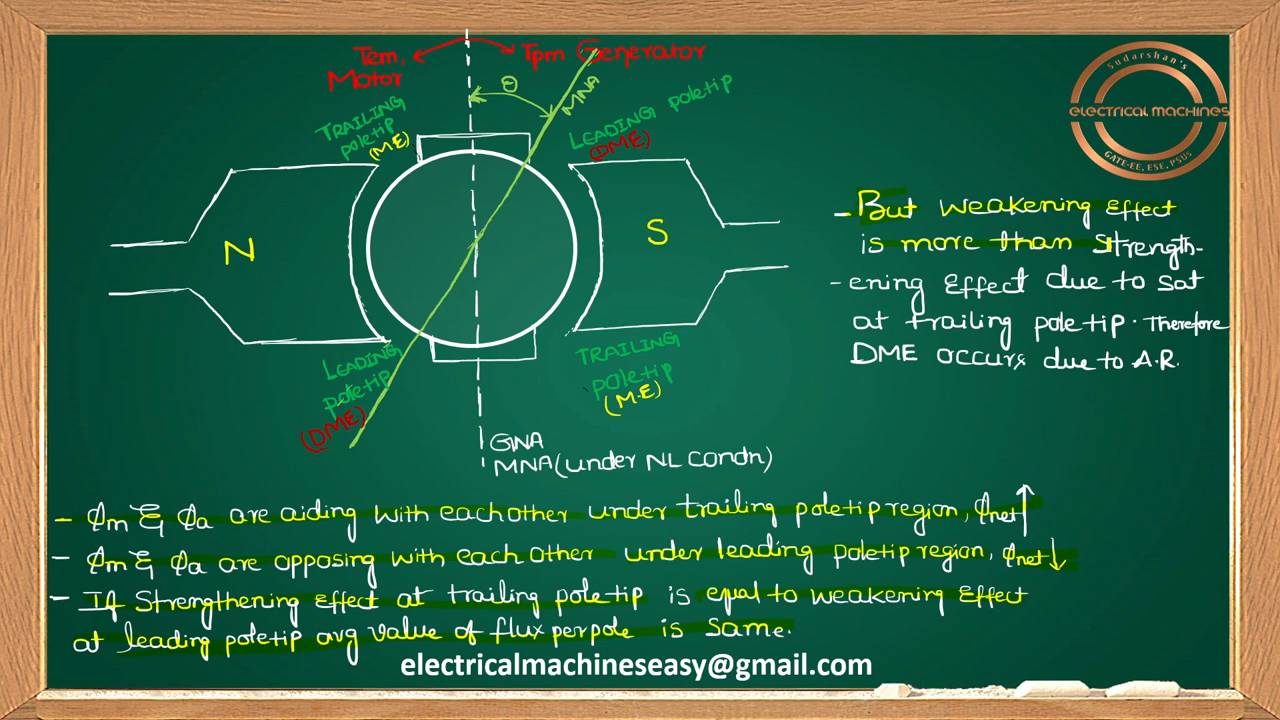 Tem, Motor
Tpm Generator
θ
MNA
TRAILING
poletip
(M.E)
LEADING poletip
(DME)
Sudarshan's
ELECTRICAL MACHINES
GATE-EE, ESE, PSUS
N
S
- But weakening Effect
is more than Strength-
- ening Effect due to Sat
at trailing poletip. Therefore
DME occurs due to A.R.
LEADING
poletip
(DME)
TRAILING
poletip
(M.E)
GNA
MNA (under NL Condn)
- Φm & Φa are aiding with eachother under trailing poletip region, Φnet↑
- Φm & Φa are opposing with each other under leading poletip region, Φnet↓
- If Strengthening Effect at trailing poletip is equal to weakening Effect
at leading poletip avg value of flux per pole is same.
electricalmachineseasy@gmail.com